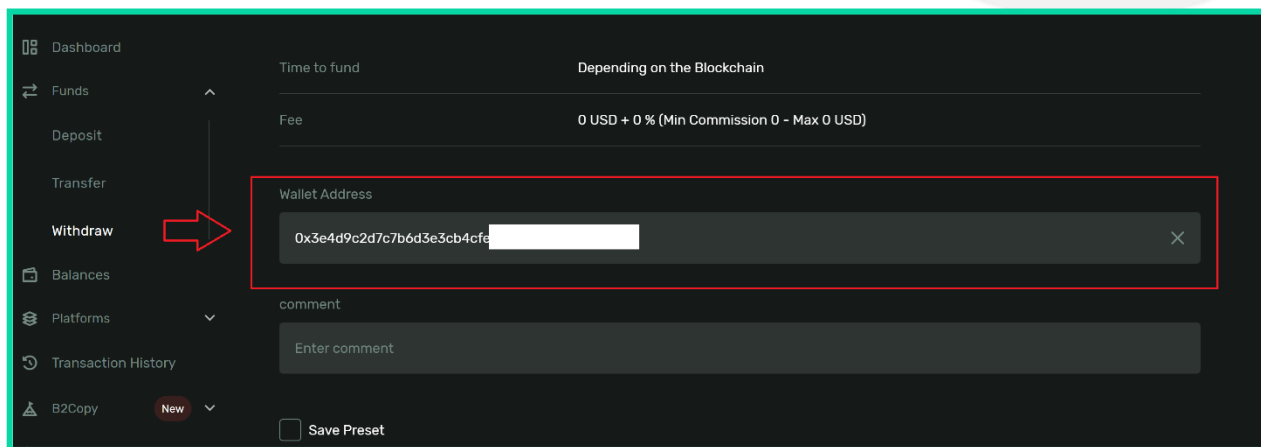 Dashboard
Funds
Deposit
Transfer
Withdraw
Balances
Platforms
Transaction History
B2Copy New
Time to fund Depending on the Blockchain
Fee 0 USD + 0 % (Min Commission 0 - Max 0 USD)
Wallet Address
0x3e4d9c2d7c7b6d3e3cb4cfe
comment
Enter comment
Save Preset